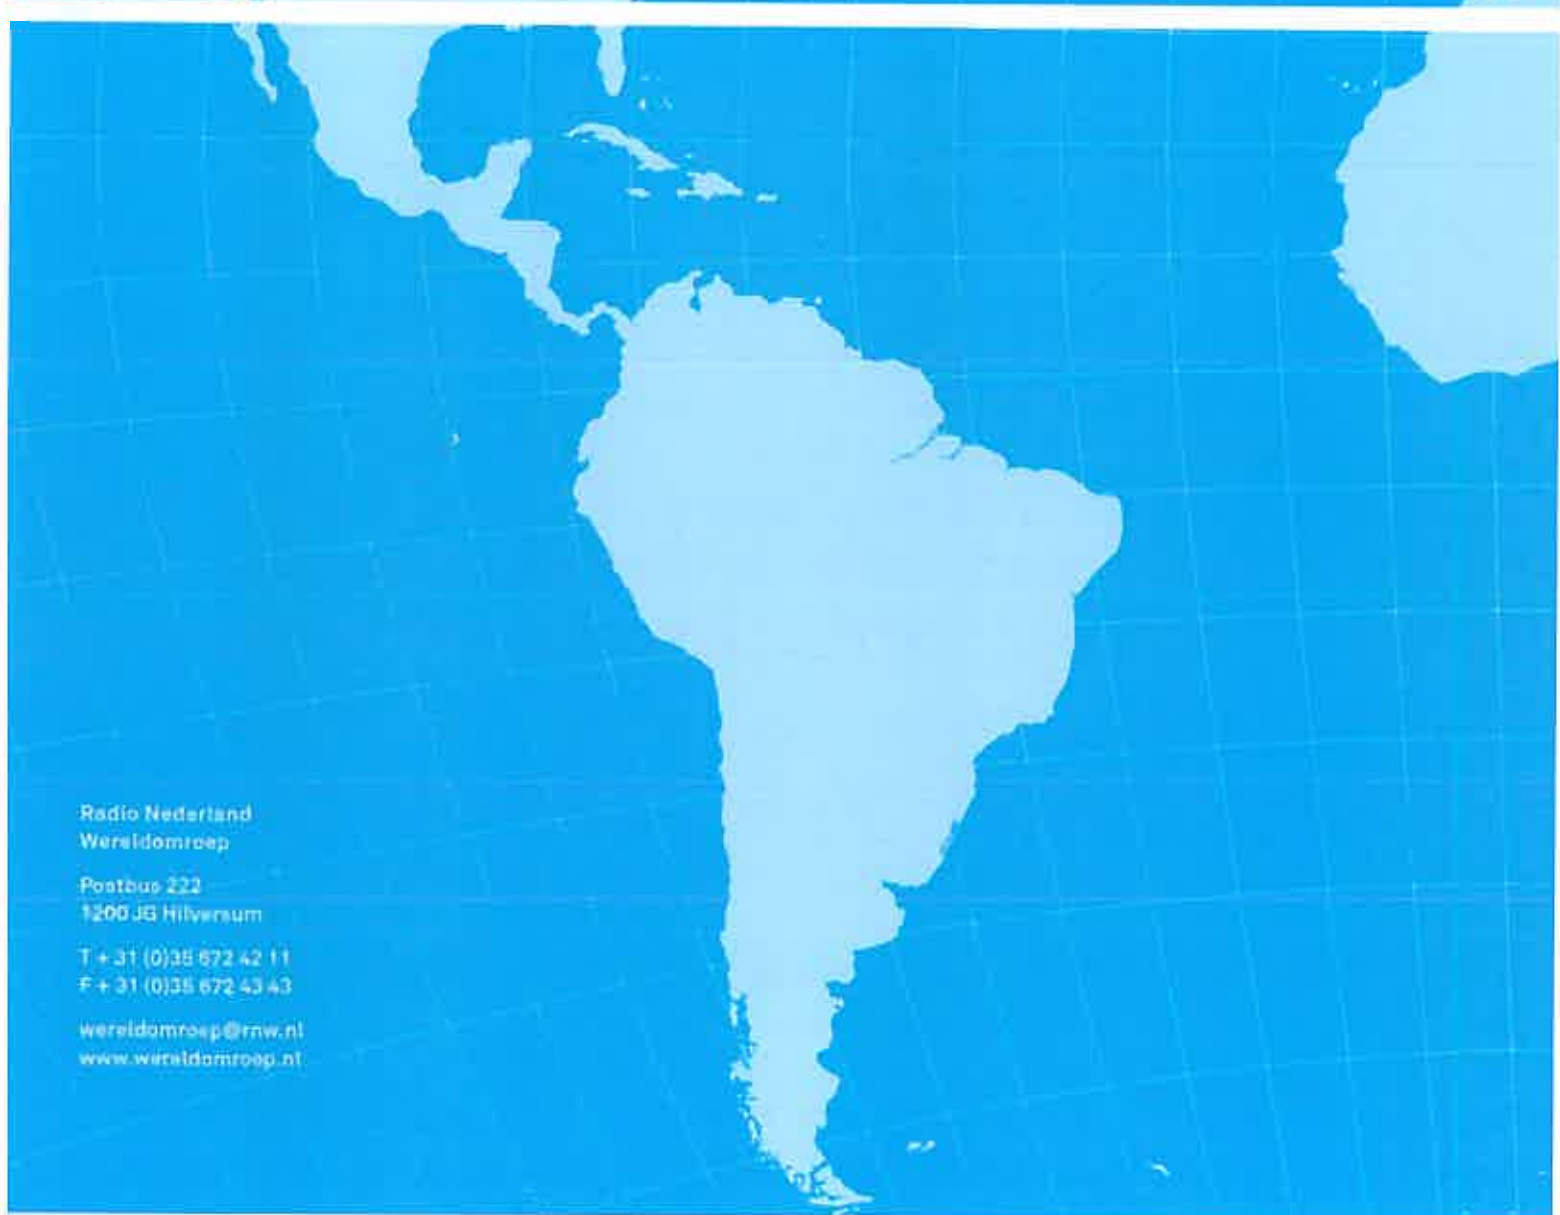 Radio Nederland
Wereldomroep
Postbus 222
1200 JG Hilversum
T + 31 (0)35 672 42 11
F + 31 (0)35 672 43 43
wereldomroep@rnw.nl
www.wereldomroep.nl